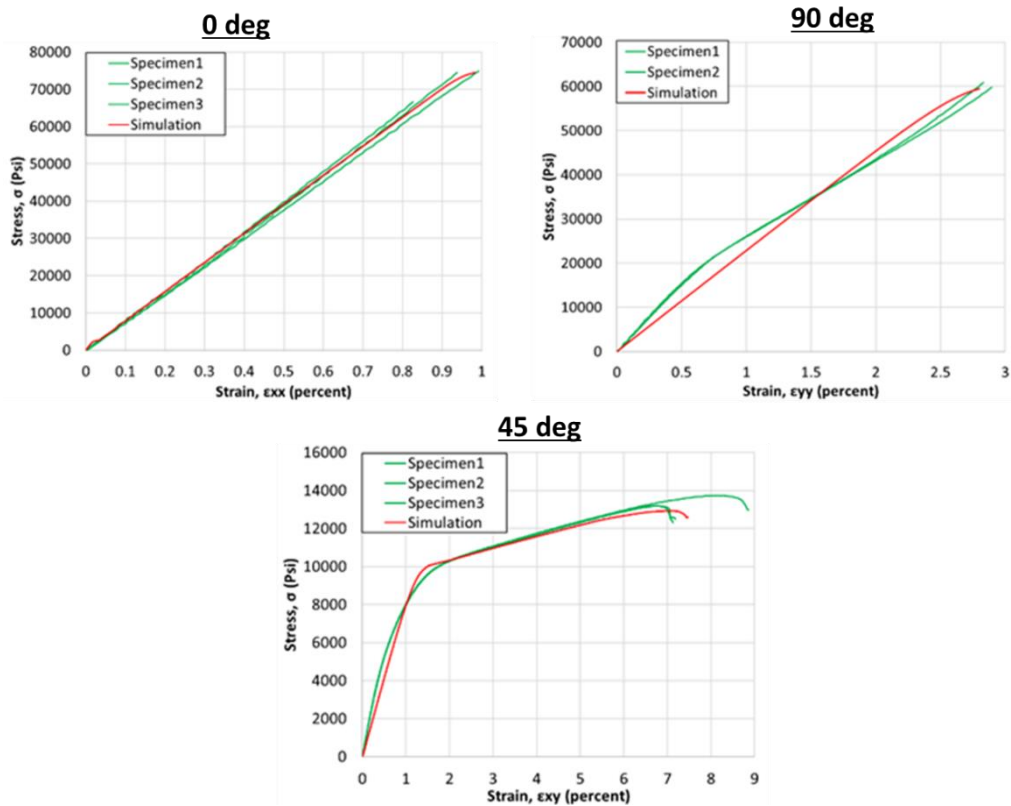 0 deg
80000
70000
60000
50000
40000
30000
20000
10000
0
Stress, σ (Psi)
Specimen1
Specimen2
Specimen3
Simulation
0 0.1 0.2 0.3 0.4 0.5 0.6 0.7 0.8 0.9 1
Strain, εxx (percent)
90 deg
70000
60000
50000
40000
30000
20000
10000
0
Stress, σ (Psi)
Specimen1
Specimen2
Simulation
0 0.5 1 1.5 2 2.5 3
Strain, εyy (percent)
45 deg
16000
14000
12000
10000
8000
6000
4000
2000
0
Stress, σ (Psi)
Specimen1
Specimen2
Specimen3
Simulation
0 1 2 3 4 5 6 7 8 9
Strain, εxy (percent)